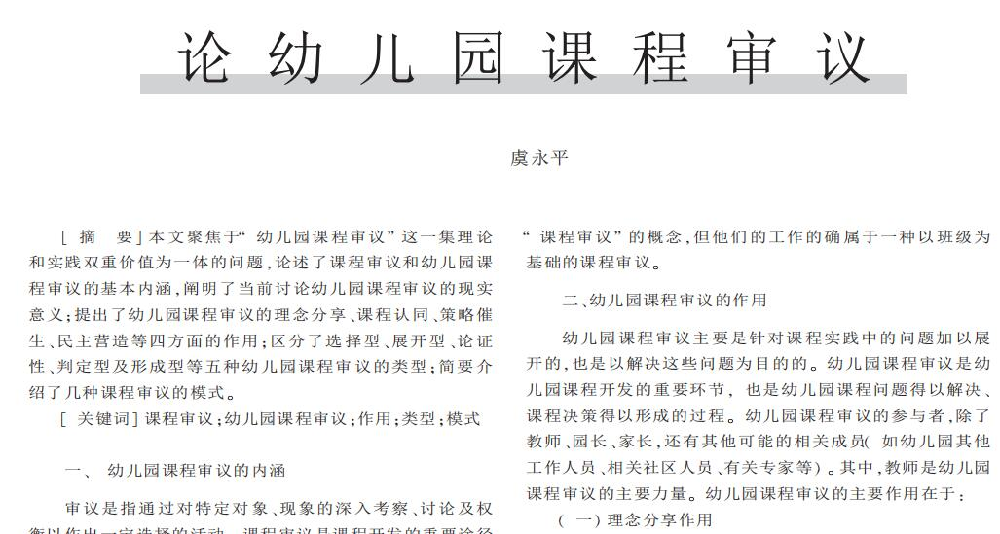 论幼儿园课程审议
虞永平
[ 摘　要]本文聚焦于“ 幼儿园课程审议”这一集理论
和实践双重价值为一体的问题,论述了课程审议和幼儿园课
程审议的基本内涵,阐明了当前讨论幼儿园课程审议的现实
意义;提出了幼儿园课程审议的理念分享、课程认同、策略催
生、民主营造等四方面的作用;区分了选择型、展开型、论证
性、判定型及形成型等五种幼儿园课程审议的类型;简要介
绍了几种课程审议的模式。
[ 关键词]课程审议;幼儿园课程审议;作用;类型;模式
一、 幼儿园课程审议的内涵
审议是指通过对特定对象、现象的深入考察、讨论及权
衡以作出一定选择的活动。课程审议是课程开发的重要途径
“ 课程审议”的概念,但他们的工作的确属于一种以班级为
基础的课程审议。
二、幼儿园课程审议的作用
幼儿园课程审议主要是针对课程实践中的问题加以展
开的,也是以解决这些问题为目的的。幼儿园课程审议是幼
儿园课程开发的重要环节, 也是幼儿园课程问题得以解决、
课程决策得以形成的过程。幼儿园课程审议的参与者,除了
教师、园长、家长,还有其他可能的相关成员( 如幼儿园其他
工作人员、相关社区人员、有关专家等)。其中,教师是幼儿园
课程审议的主要力量。幼儿园课程审议的主要作用在于:
( 一)理念分享作用